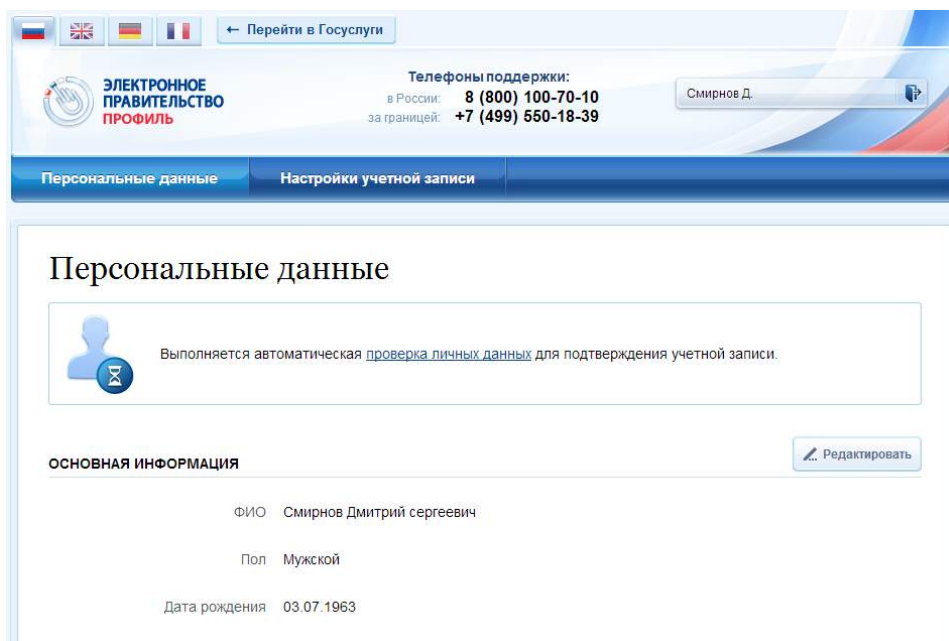 ← Перейти в Госуслуги
ЭЛЕКТРОННОЕ
ПРАВИТЕЛЬСТВО
ПРОФИЛЬ
Телефоны поддержки:
в России: 8 (800) 100-70-10
за границей: +7 (499) 550-18-39
Смирнов Д.
Персональные данные Настройки учетной записи
Персональные данные
Выполняется автоматическая проверка личных данных для подтверждения учетной записи.
ОСНОВНАЯ ИНФОРМАЦИЯ
Редактировать
ФИО Смирнов Дмитрий сергеевич
Пол Мужской
Дата рождения 03.07.1963